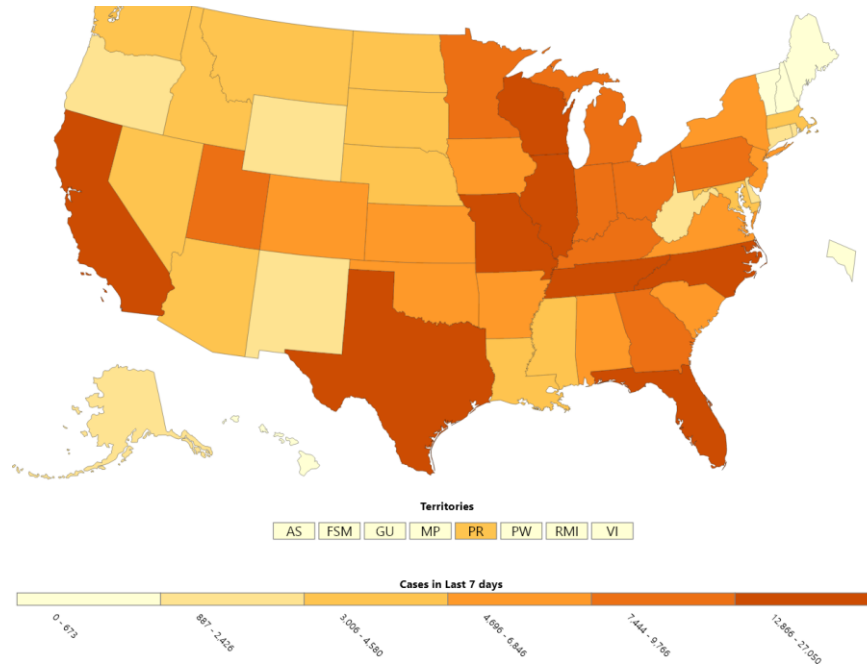 Territories
AS FSM GU MP PR PW RMI VI
Cases in Last 7 days
0 - 673
887 - 2,426
3,006 - 4,580
4,696 - 6,846
7,444 - 9,766
12,866 - 27,050